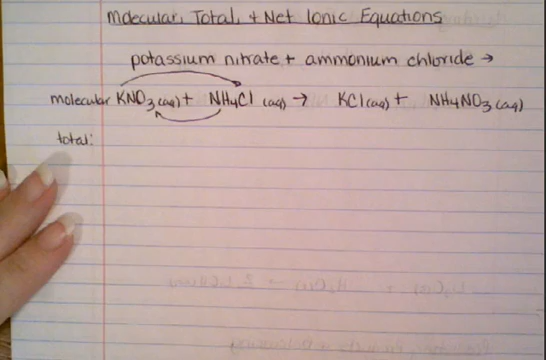 Molecular, Total, + Net Ionic Equations
potassium nitrate + ammonium chloride →
molecular KNO3(aq) + NH4Cl (aq) → KCl(aq) + NH4NO3(aq)
total: